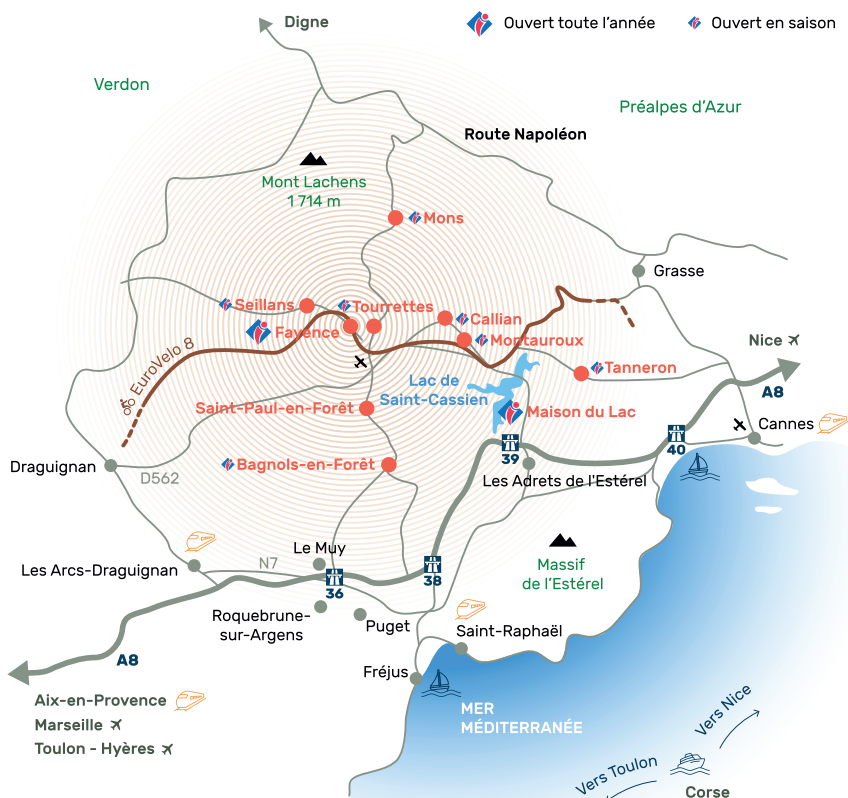 Digne
Ouvert toute l'année
Ouvert en saison
Verdon
Préalpes d'Azur
Route Napoléon
Mont Lachens
1 714 m
Mons
Grasse
Seillans
Tourrettes
Callian
Fayence
Montauroux
Nice
EuroVelo 8
Tanneron
Lac de
Saint-Cassien
A8
Saint-Paul-en-Forêt
Maison du Lac
Cannes
40
39
Draguignan
Bagnols-en-Forêt
D562
Les Adrets de l'Estérel
Le Muy
N7
Les Arcs-Draguignan
38
36
Massif
de l'Estérel
Roquebrune-
sur-Argens
Puget
Saint-Raphaël
A8
Fréjus
Aix-en-Provence
Marseille
Toulon - Hyères
MER
MÉDITERRANÉE
Vers Nice
Vers Toulon
Corse